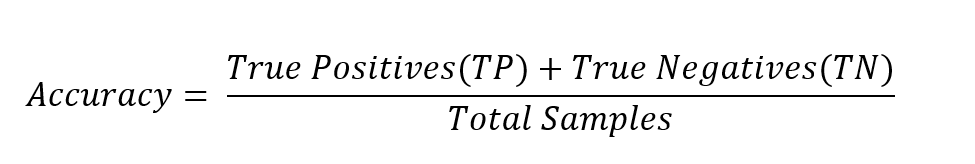 Accuracy = True Positives(TP) + True Negatives(TN)
Total Samples